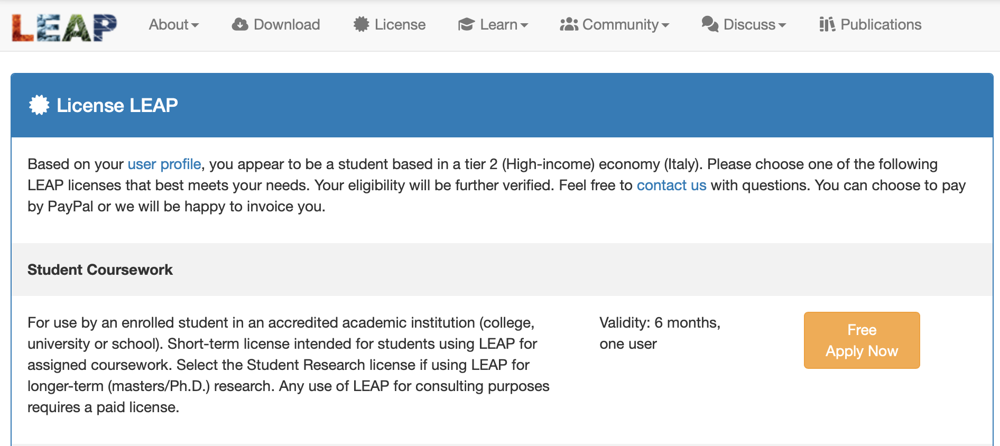 LEAP About Download License Learn Community Discuss Publications
License LEAP
Based on your user profile, you appear to be a student based in a tier 2 (High-income) economy (Italy). Please choose one of the following
LEAP licenses that best meets your needs. Your eligibility will be further verified. Feel free to contact us with questions. You can choose to pay
by PayPal or we will be happy to invoice you.
Student Coursework
For use by an enrolled student in an accredited academic institution (college,
university or school). Short-term license intended for students using LEAP for
assigned coursework. Select the Student Research license if using LEAP for
longer-term (masters/Ph.D.) research. Any use of LEAP for consulting purposes
requires a paid license.
Validity: 6 months,
one user
Free
Apply Now